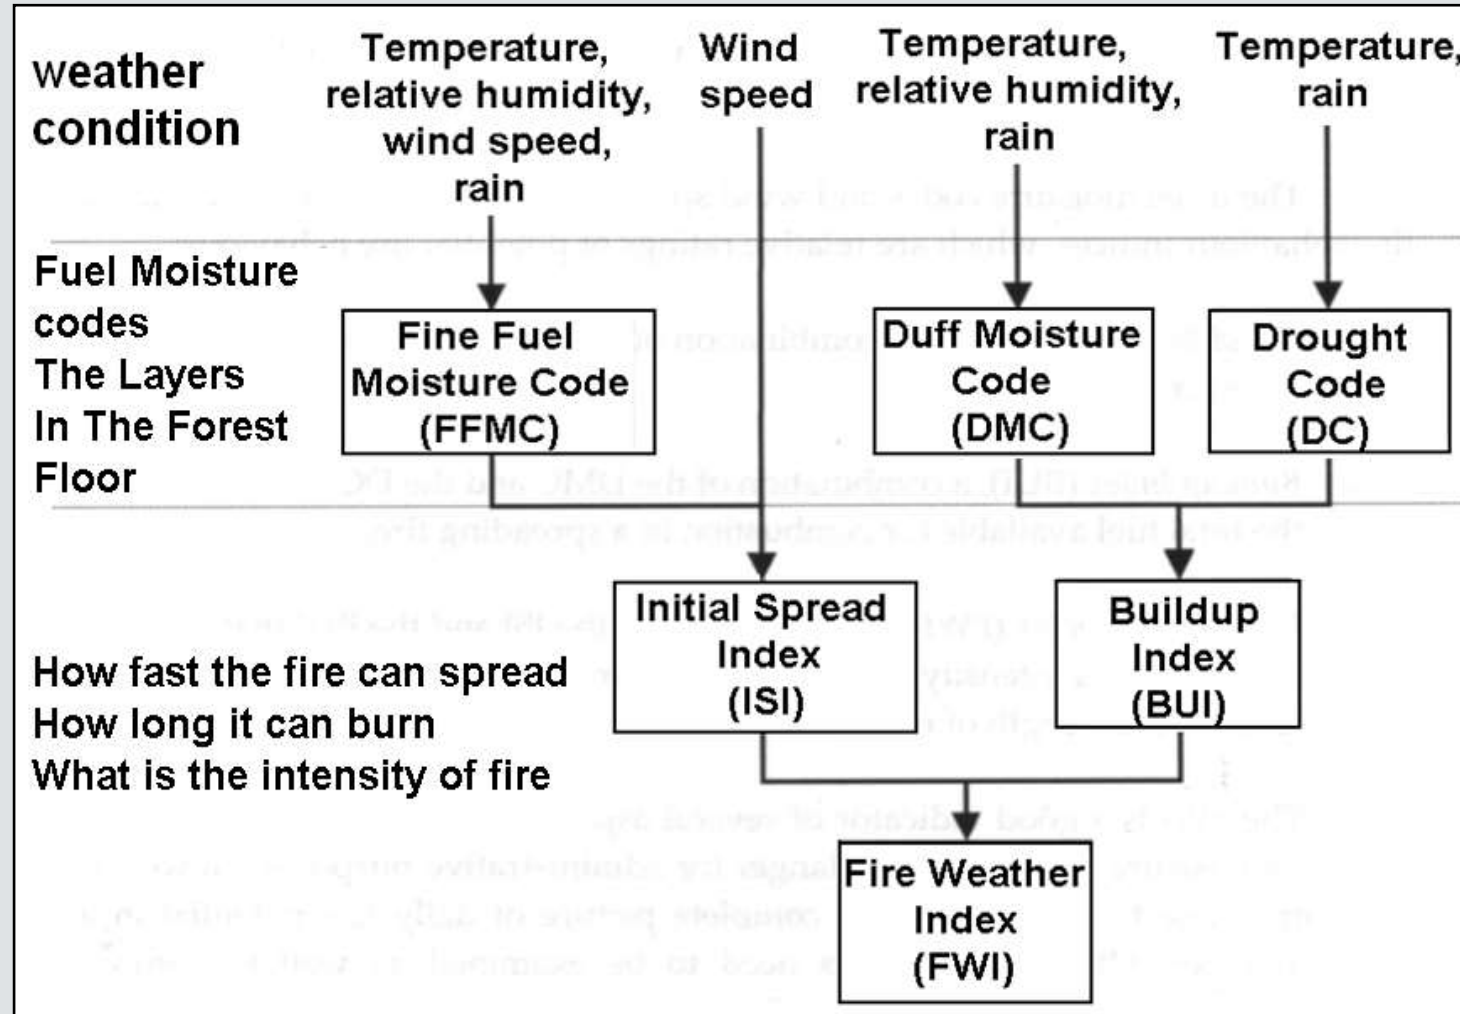 weather
condition
Temperature,
relative humidity,
wind speed,
rain
Wind
speed
Temperature,
relative humidity,
rain
Temperature,
rain
Fuel Moisture
codes
The Layers
In The Forest
Floor
Fine Fuel
Moisture Code
(FFMC)
Duff Moisture
Code
(DMC)
Drought
Code
(DC)
How fast the fire can spread
How long it can burn
What is the intensity of fire
Initial Spread
Index
(ISI)
Buildup
Index
(BUI)
Fire Weather
Index
(FWI)